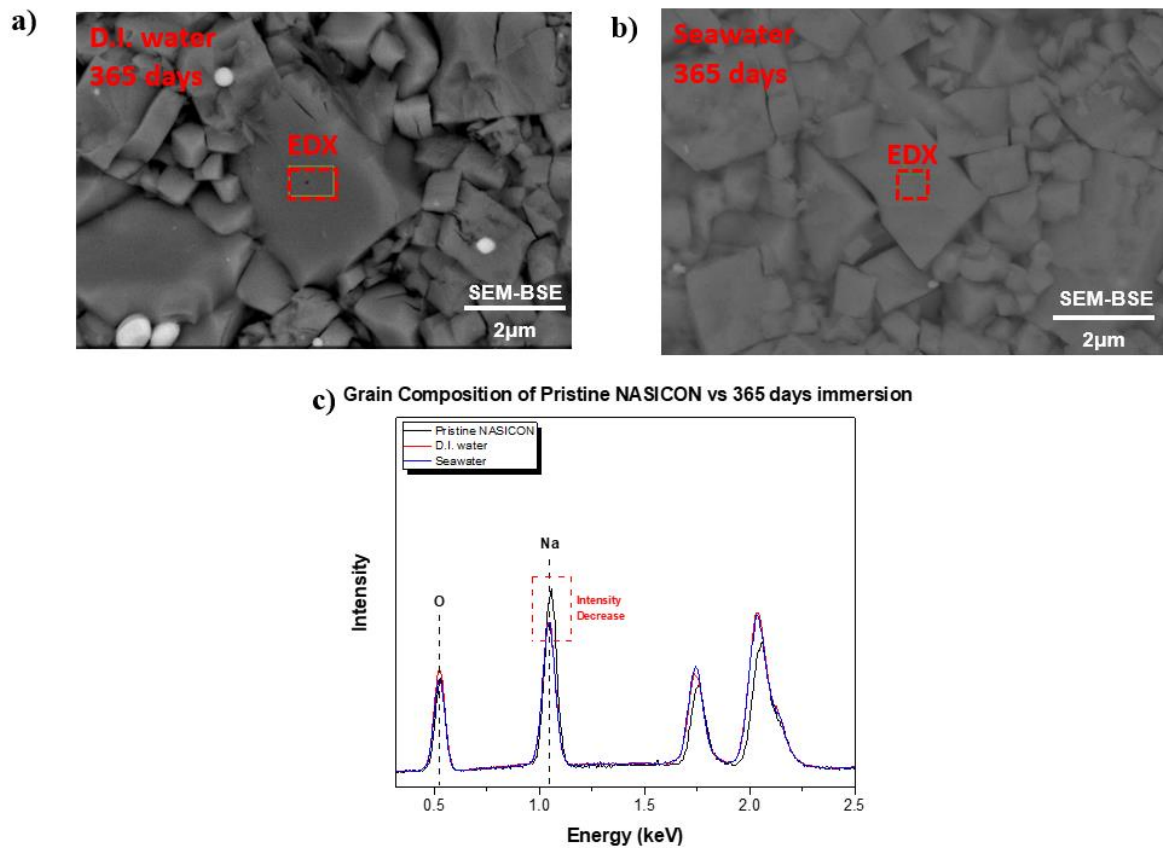 a)
D.I. water
365 days
EDX
SEM-BSE
2μm
b)
Seawater
365 days
EDX
SEM-BSE
2μm
c) Grain Composition of Pristine NASICON vs 365 days immersion
Pristine NASICON
D.I. water
Seawater
Na
Intensity
Decrease
O
Intensity
0.5 1.0 1.5 2.0 2.5
Energy (keV)